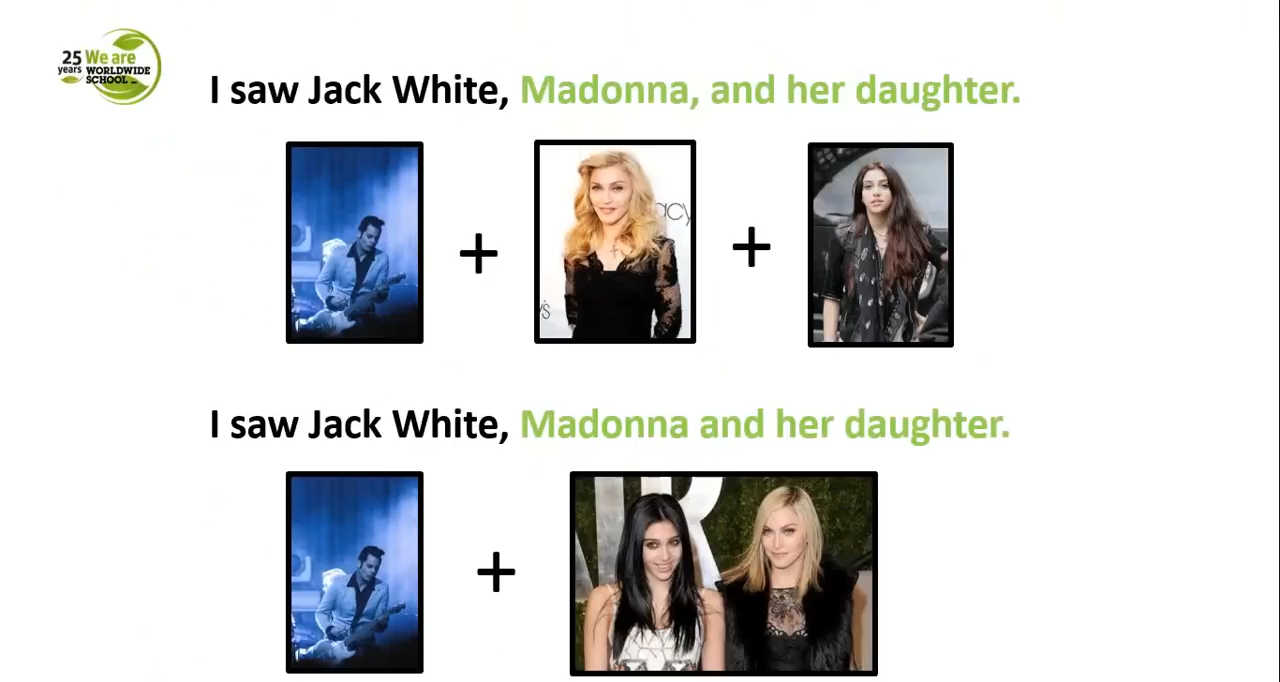 25 We are
years WORLDWIDE
SCHOOL
I saw Jack White, Madonna, and her daughter.
acy
's
I saw Jack White, Madonna and her daughter.
R